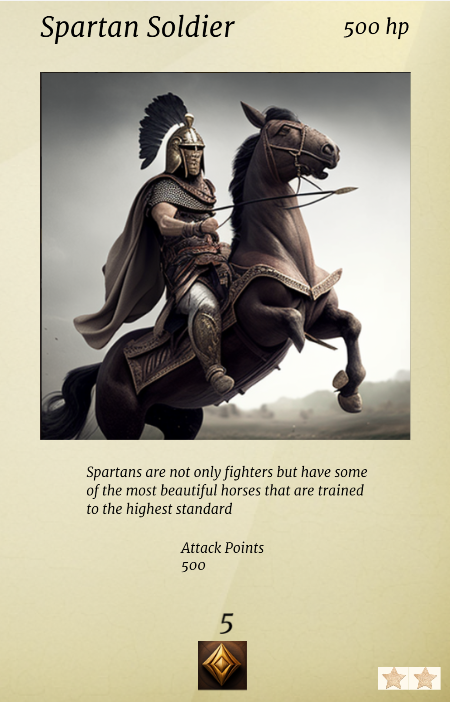 Spartan Soldier
500 hp
Spartans are not only fighters but have some
of the most beautiful horses that are trained
to the highest standard
Attack Points
500
5